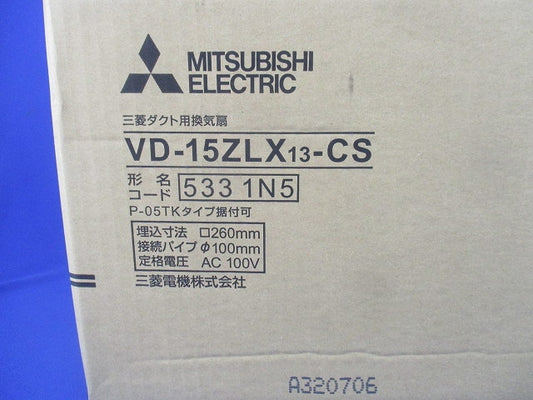 MITSUBISHI
ELECTRIC
三菱ダクト用換気扇
VD-15ZLX13-CS
形名コード 533 1N5
P-05TKタイプ据付可
埋込寸法 □260mm
接続パイプ φ100mm
定格電圧 AC 100V
三菱電機株式会社
A320706